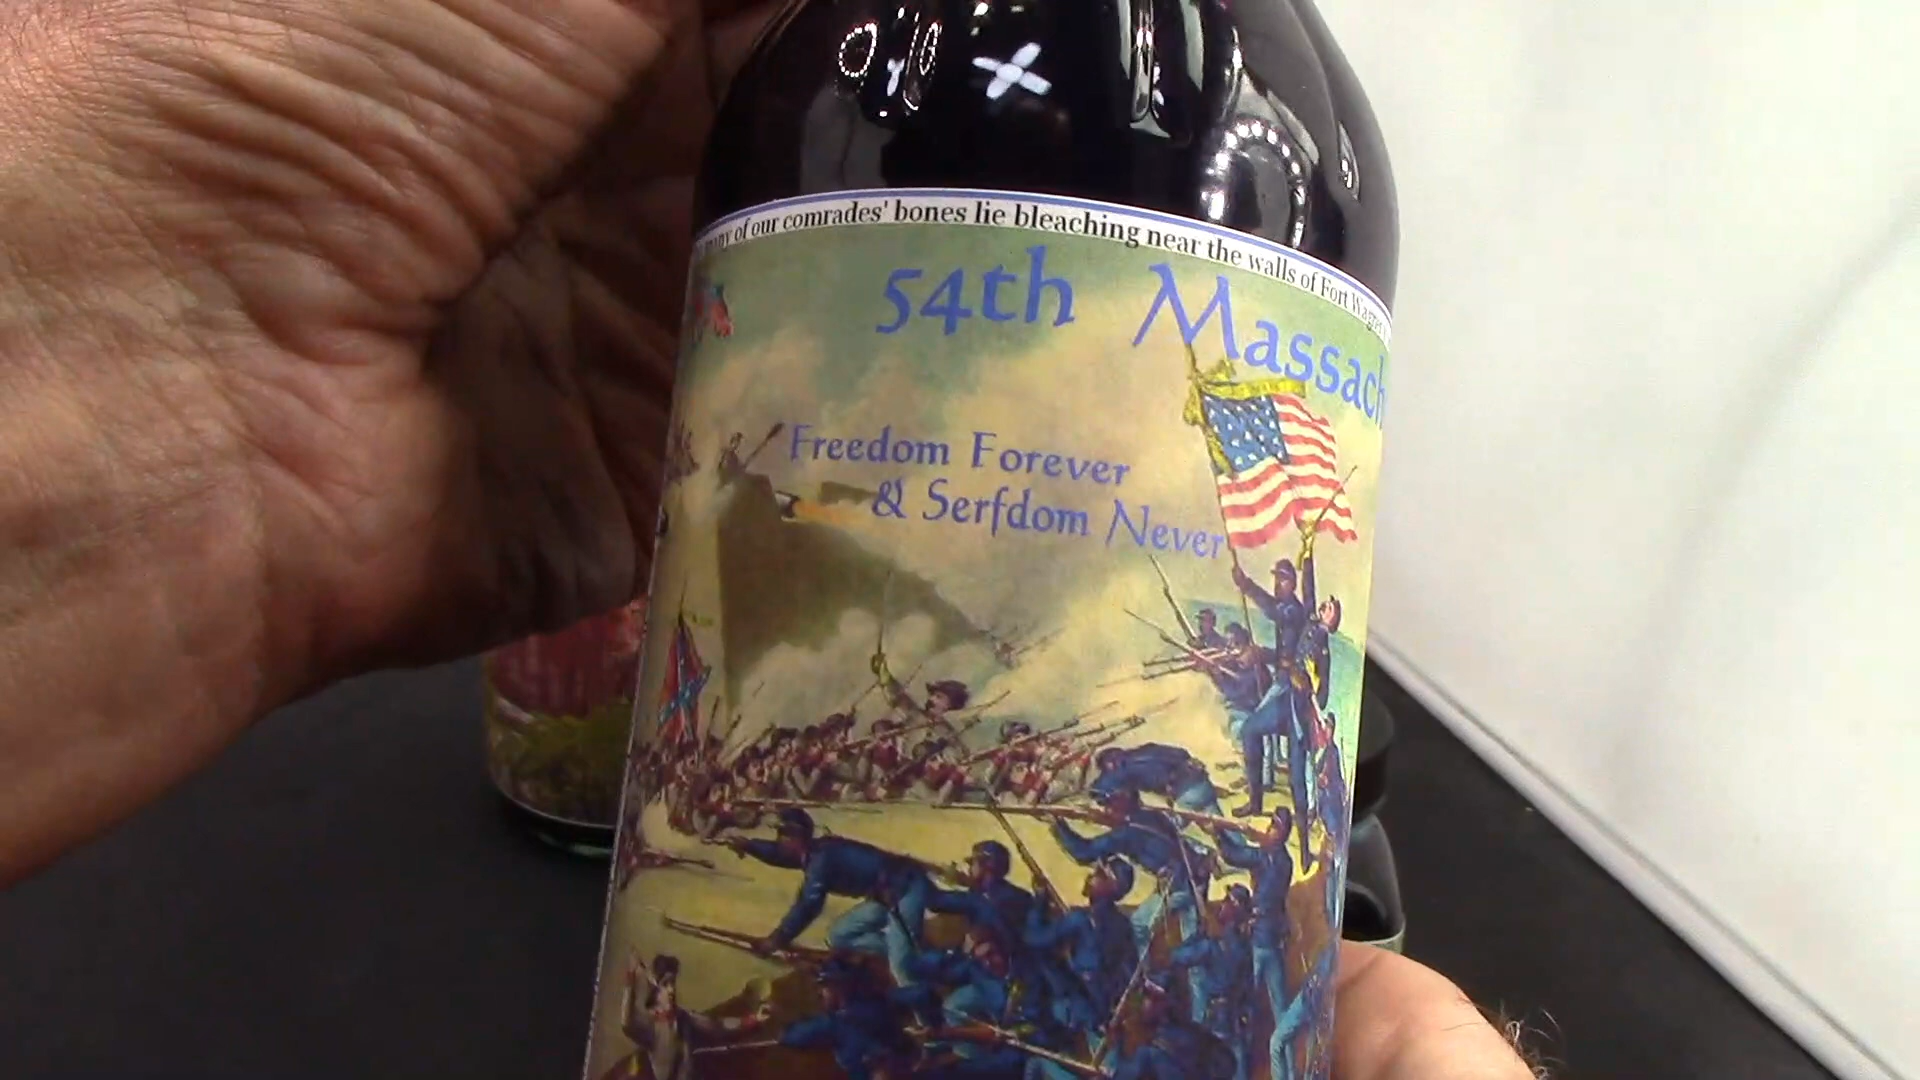 many of our comrades' bones lie bleaching near the walls of Fort Wagner
54th Massach
Freedom Forever
& Serfdom Never